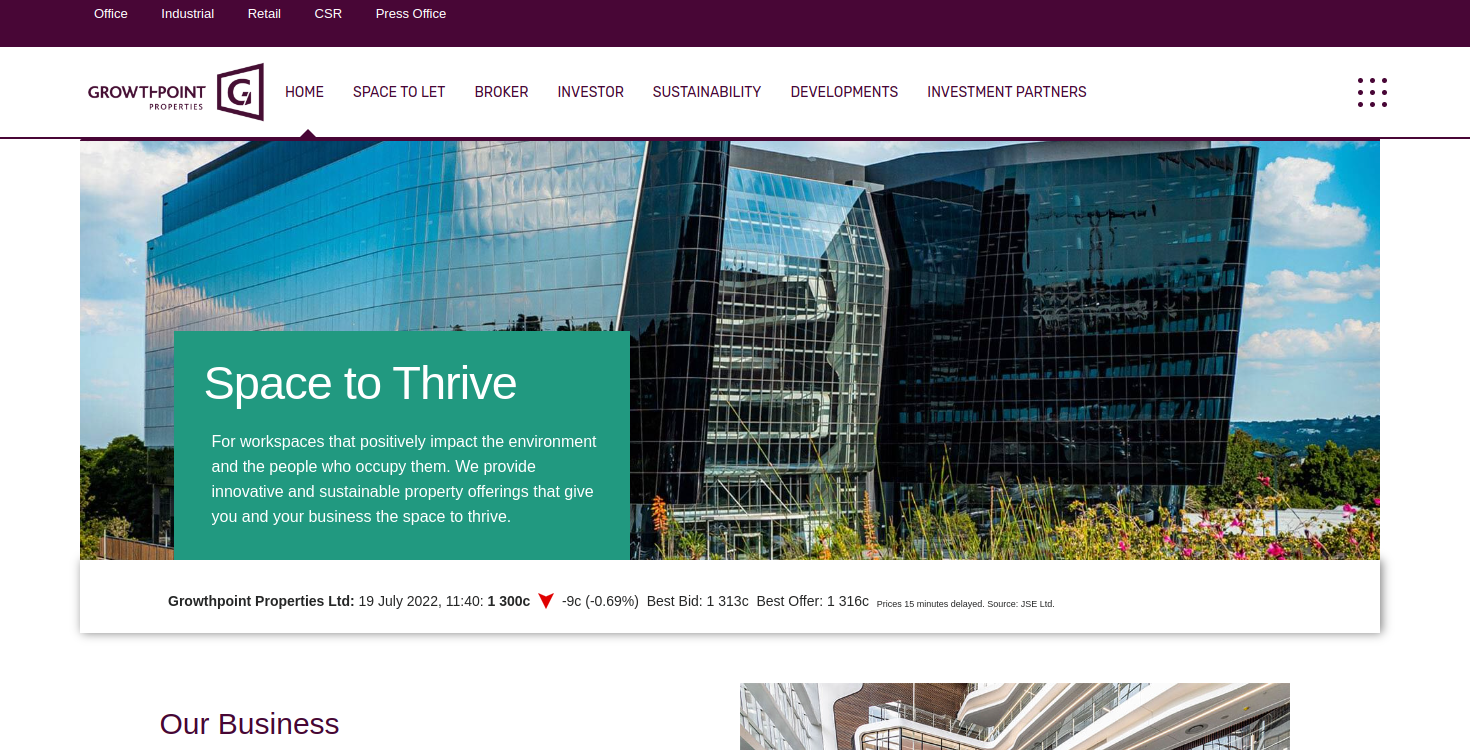 Office Industrial Retail CSR Press Office
GROWTHPOINT
PROPERTIES
HOME SPACE TO LET BROKER INVESTOR SUSTAINABILITY DEVELOPMENTS INVESTMENT PARTNERS
Space to Thrive
For workspaces that positively impact the environment
and the people who occupy them. We provide
innovative and sustainable property offerings that give
you and your business the space to thrive.
Growthpoint Properties Ltd: 19 July 2022, 11:40: 1 300c -9c (-0.69%) Best Bid: 1 313c Best Offer: 1 316c Prices 15 minutes delayed. Source: JSE Ltd.
Our Business